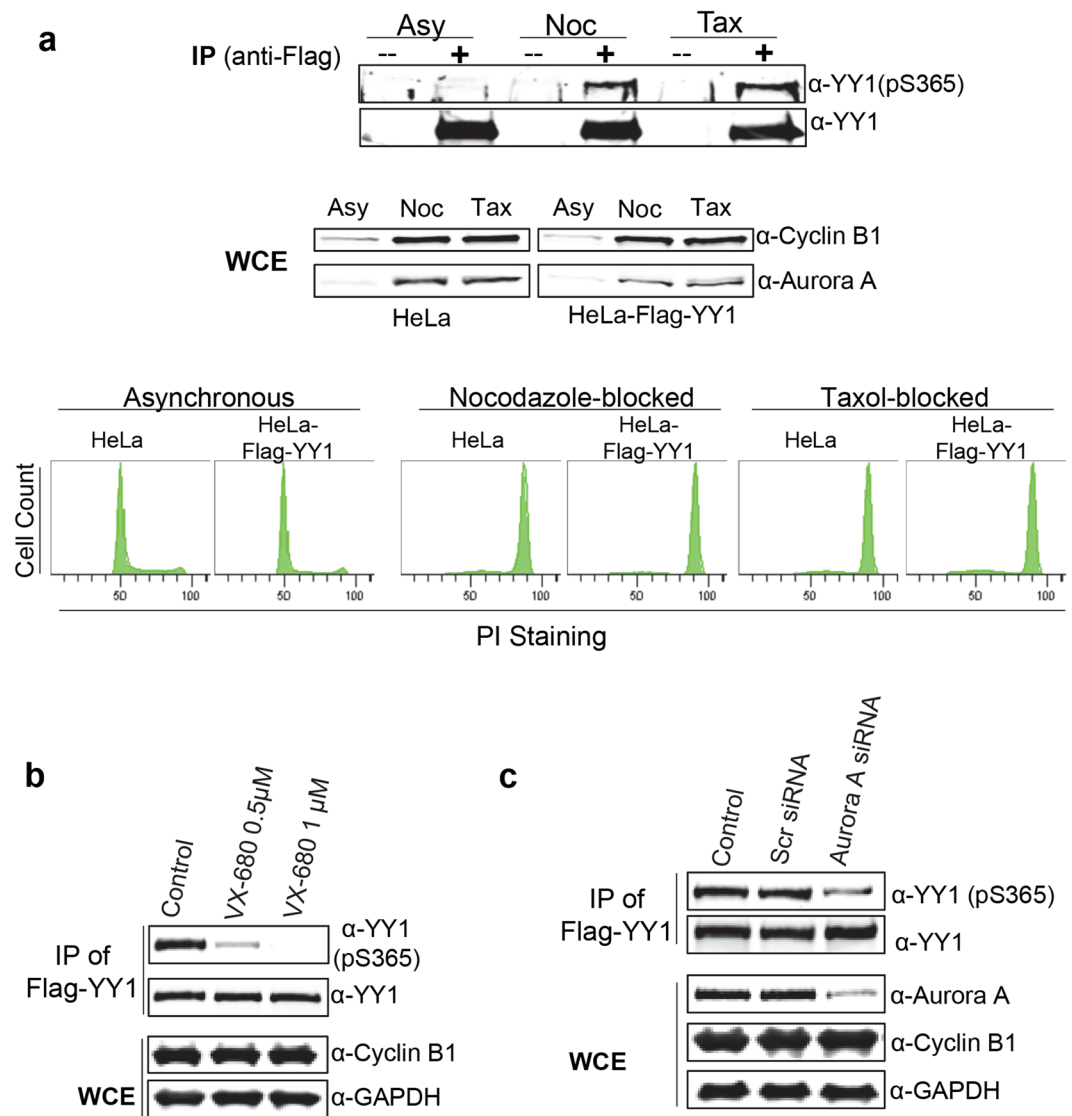 a
Asy Noc Tax
IP (anti-Flag) -- + -- + -- +
α-YY1(pS365)
α-YY1
Asy Noc Tax Asy Noc Tax
WCE
α-Cyclin B1
α-Aurora A
HeLa HeLa-Flag-YY1
Asynchronous Nocodazole-blocked Taxol-blocked
HeLa HeLa-Flag-YY1 HeLa HeLa-Flag-YY1 HeLa HeLa-Flag-YY1
Cell Count
50 100 50 100 50 100 50 100 50 100 50 100
PI Staining
b
Control VX-680 0.5µM VX-680 1 µM
IP of
Flag-YY1
α-YY1
(pS365)
α-YY1
WCE
α-Cyclin B1
α-GAPDH
c
Control Scr siRNA Aurora A siRNA
IP of
Flag-YY1
α-YY1 (pS365)
α-YY1
WCE
α-Aurora A
α-Cyclin B1
α-GAPDH